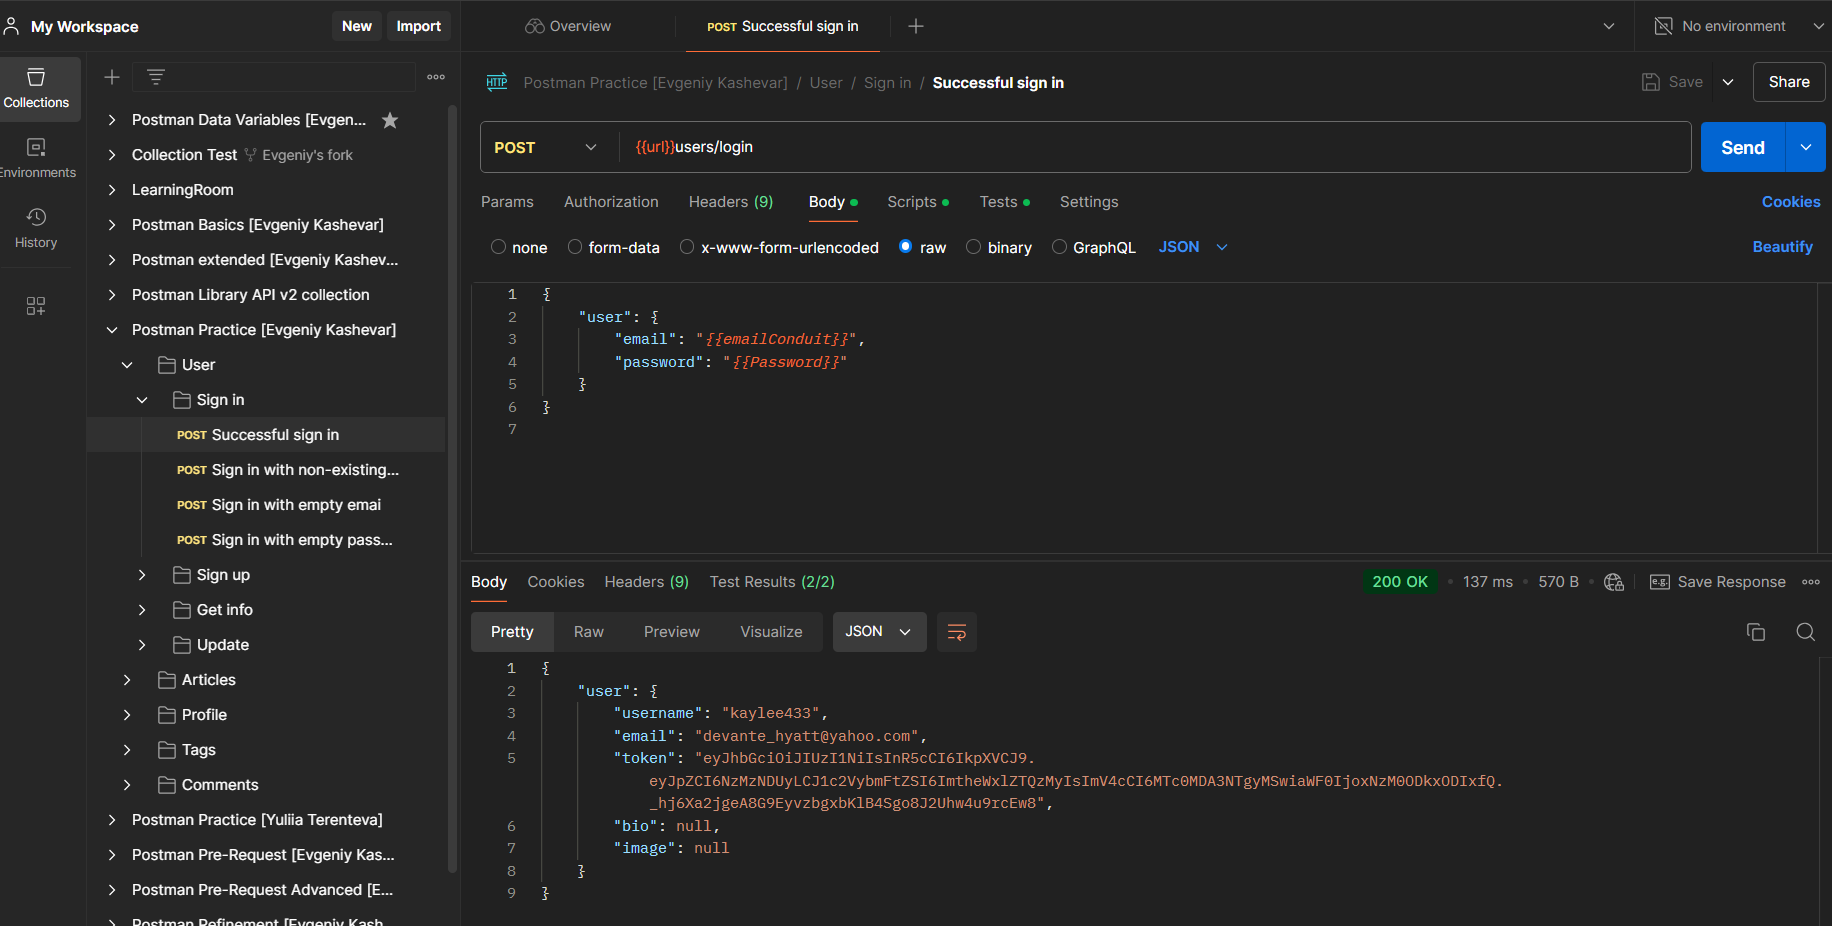 My Workspace
New
Import
Collections
Environments
History
Postman Data Variables [Evgen...
Collection Test Evgeniy's fork
LearningRoom
Postman Basics [Evgeniy Kashevar]
Postman extended [Evgeniy Kashev...
Postman Library API v2 collection
Postman Practice [Evgeniy Kashevar]
User
Sign in
POST Successful sign in
POST Sign in with non-existing...
POST Sign in with empty emai
POST Sign in with empty pass...
Sign up
Get info
Update
Articles
Profile
Tags
Comments
Postman Practice [Yuliia Terenteva]
Postman Pre-Request [Evgeniy Kas...
Postman Pre-Request Advanced [E...
Postman Refinement [Evgeniy Kash
Overview
POST Successful sign in
No environment
HTTP Postman Practice [Evgeniy Kashevar] / User / Sign in / Successful sign in
Save
Share
POST
{{url}}users/login
Send
Params Authorization Headers (9) Body Scripts Tests Settings
Cookies
none form-data x-www-form-urlencoded raw binary GraphQL JSON
Beautify
1 {
2 "user": {
3 "email": "{{emailConduit}}",
4 "password": "{{Password}}"
5 }
6 }
7
Body Cookies Headers (9) Test Results (2/2)
200 OK • 137 ms • 570 B
e.g. Save Response
Pretty Raw Preview Visualize JSON
1 {
2 "user": {
3 "username": "kaylee433",
4 "email": "devante_hyatt@yahoo.com",
5 "token": "eyJhbGciOiJIUzI1NiIsInR5cCI6IkpXVCJ9.
eyJpZCI6NzMzNDUyLCJ1c2VybmFtZSI6ImtheWxlZTQzMyIsImV4cCI6MTc0MDA3NTgyMSwiaWF0IjoxNzM0ODkxODIxfQ.
_hj6Xa2jgeA8G9EyvzbgxbKlB4Sgo8J2Uhw4u9rcEw8",
6 "bio": null,
7 "image": null
8 }
9 }